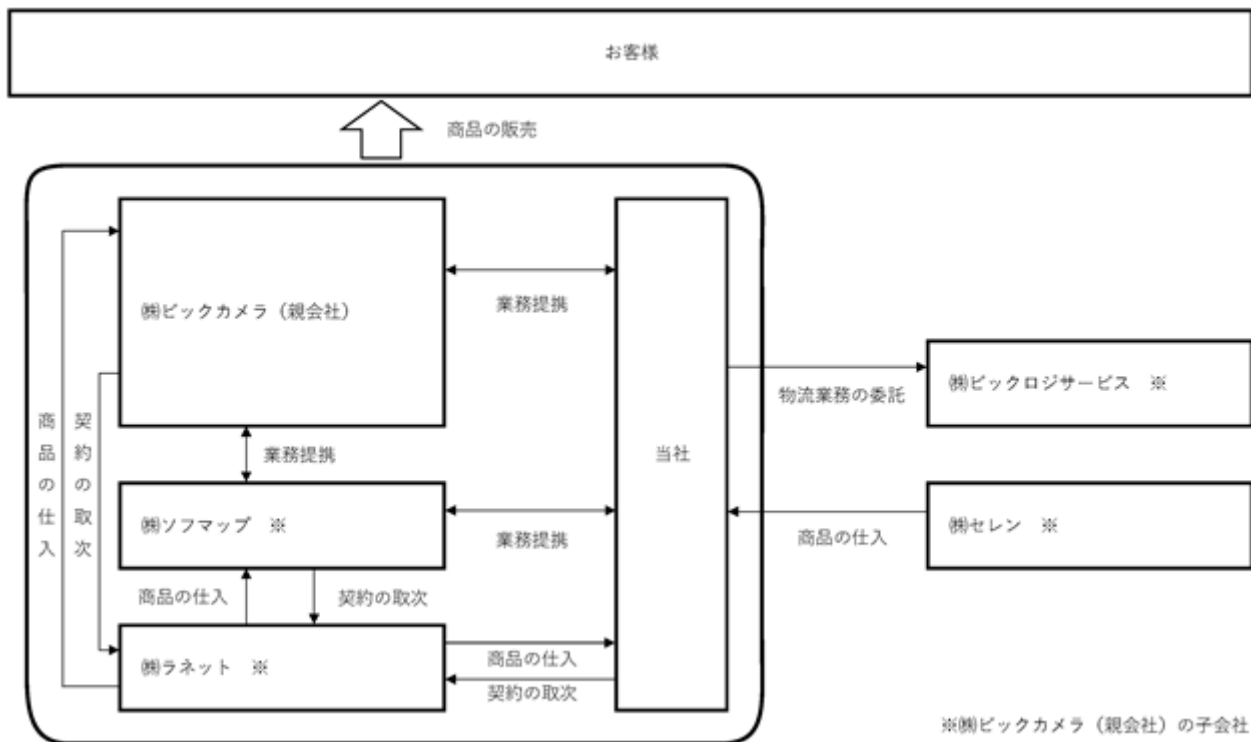 お客様
商品の販売
㈱ビックカメラ（親会社）
業務提携
物流業務の委託
㈱ビックロジサービス　※
商品の仕入
契約の取次
業務提携
当社
㈱ソフマップ　※
業務提携
商品の仕入
㈱セレン　※
商品の仕入
契約の取次
㈱ラネット　※
商品の仕入
契約の取次
※㈱ビックカメラ（親会社）の子会社